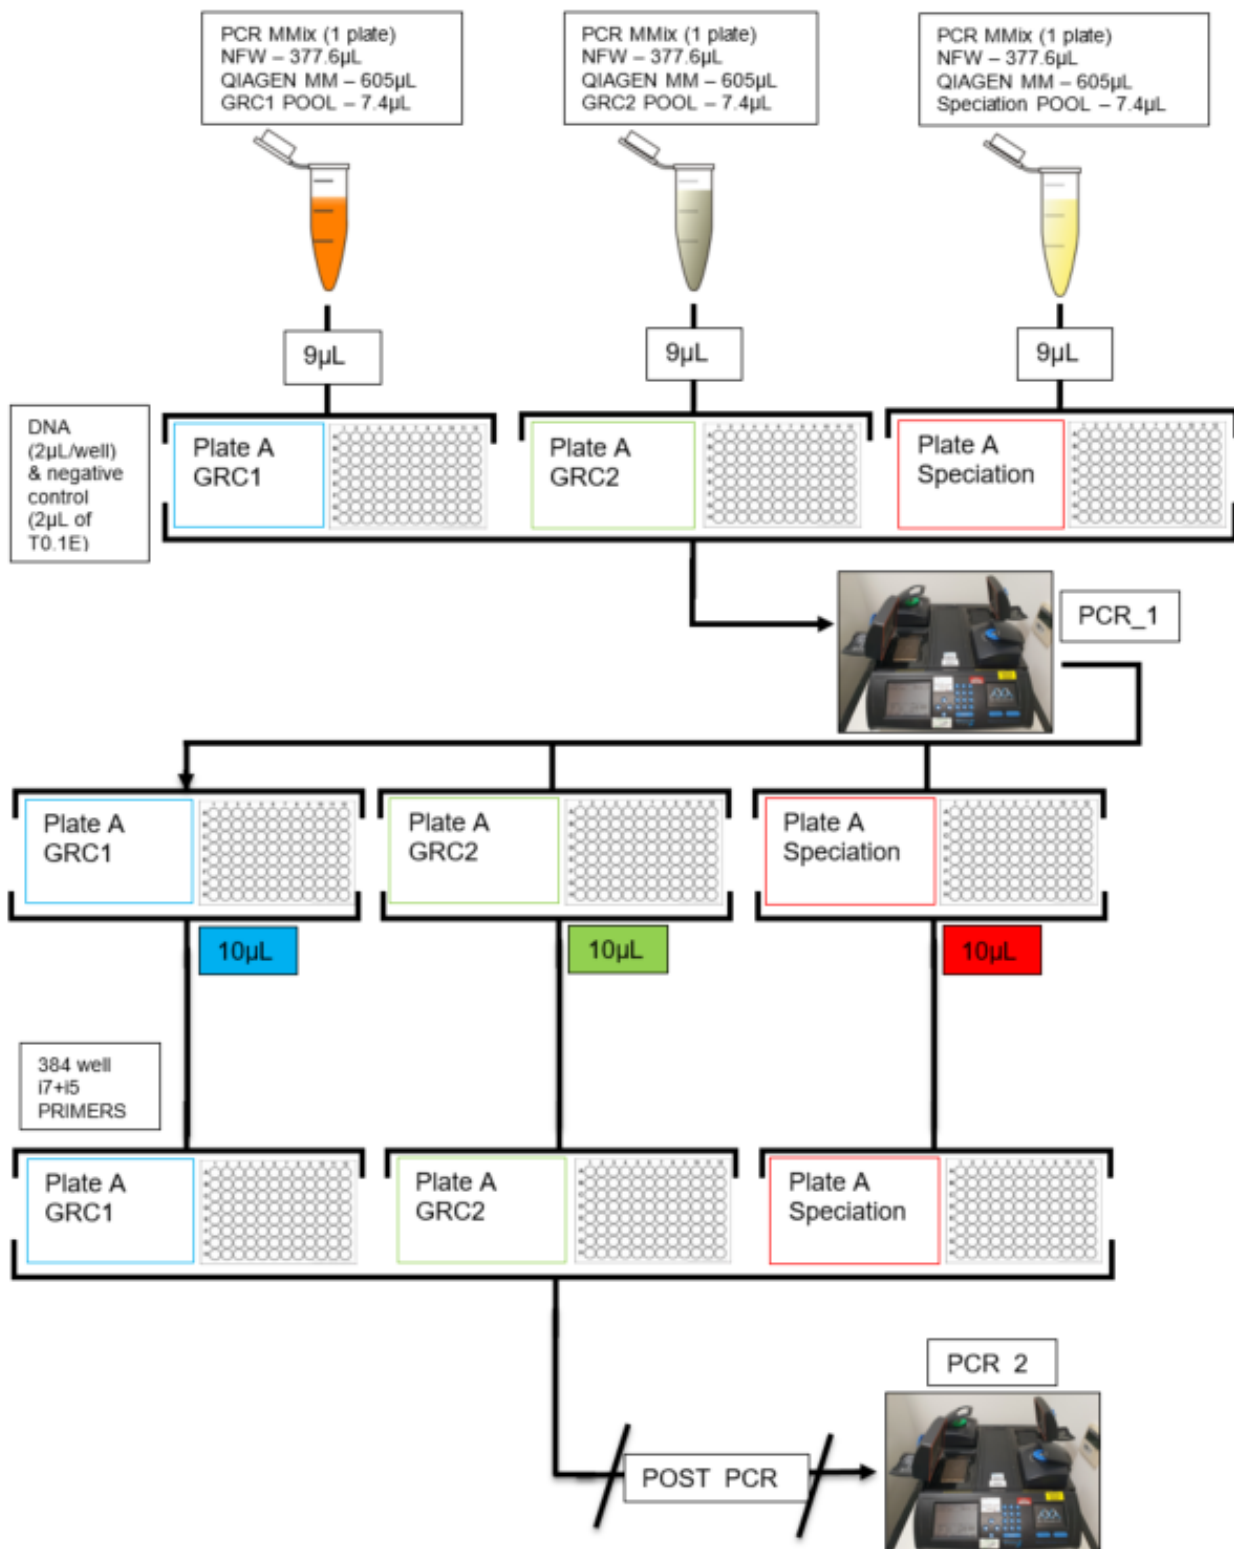 PCR MMix (1 plate)
NFW – 377.6µL
QIAGEN MM – 605µL
GRC1 POOL – 7.4µL
PCR MMix (1 plate)
NFW – 377.6µL
QIAGEN MM – 605µL
GRC2 POOL – 7.4µL
PCR MMix (1 plate)
NFW – 377.6µL
QIAGEN MM – 605µL
Speciation POOL – 7.4µL
9µL
9µL
9µL
DNA
(2µL/well)
& negative
control
(2µL of
T0.1E)
Plate A
GRC1
Plate A
GRC2
Plate A
Speciation
PCR_1
Plate A
GRC1
Plate A
GRC2
Plate A
Speciation
10µL
10µL
10µL
384 well
i7+i5
PRIMERS
Plate A
GRC1
Plate A
GRC2
Plate A
Speciation
PCR 2
POST PCR